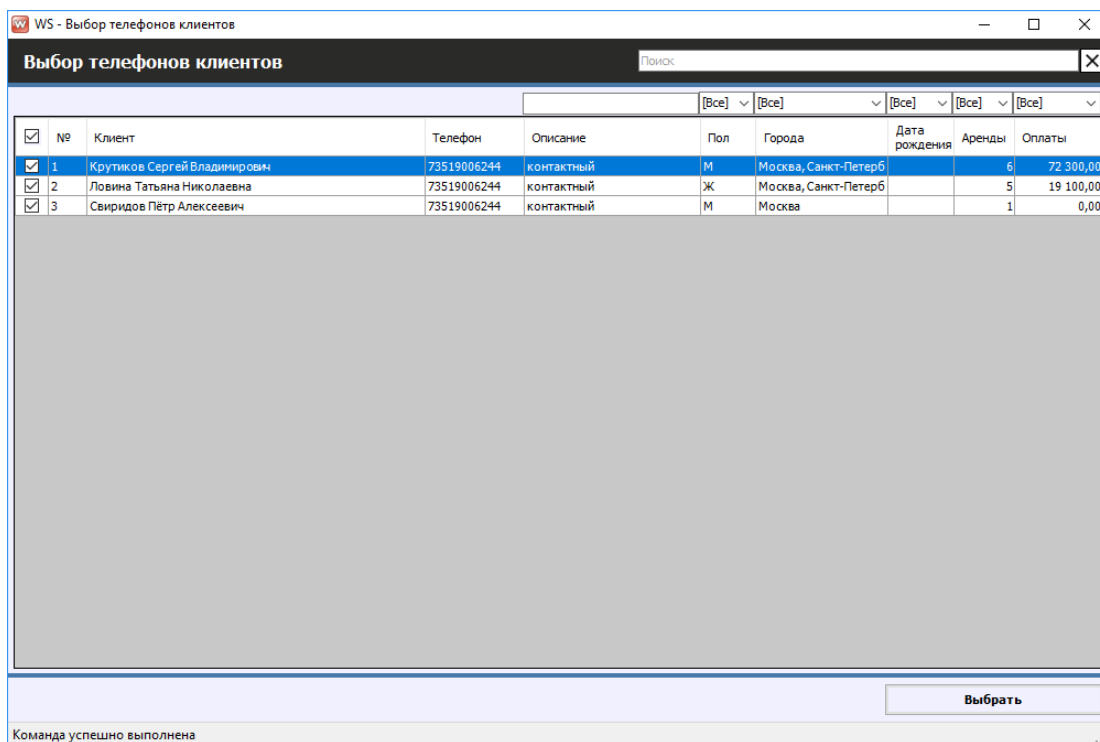 WS - Выбор телефонов клиентов
Выбор телефонов клиентов Поиск
[Все] [Все] [Все] [Все] [Все]
№ Клиент Телефон Описание Пол Города Дата рождения Аренды Оплаты
1 Крутиков Сергей Владимирович 73519006244 контактный М Москва, Санкт-Петерб 6 72 300,00
2 Ловина Татьяна Николаевна 73519006244 контактный Ж Москва, Санкт-Петерб 5 19 100,00
3 Свиридов Пётр Алексеевич 73519006244 контактный М Москва 1 0,00
Выбрать
Команда успешно выполнена